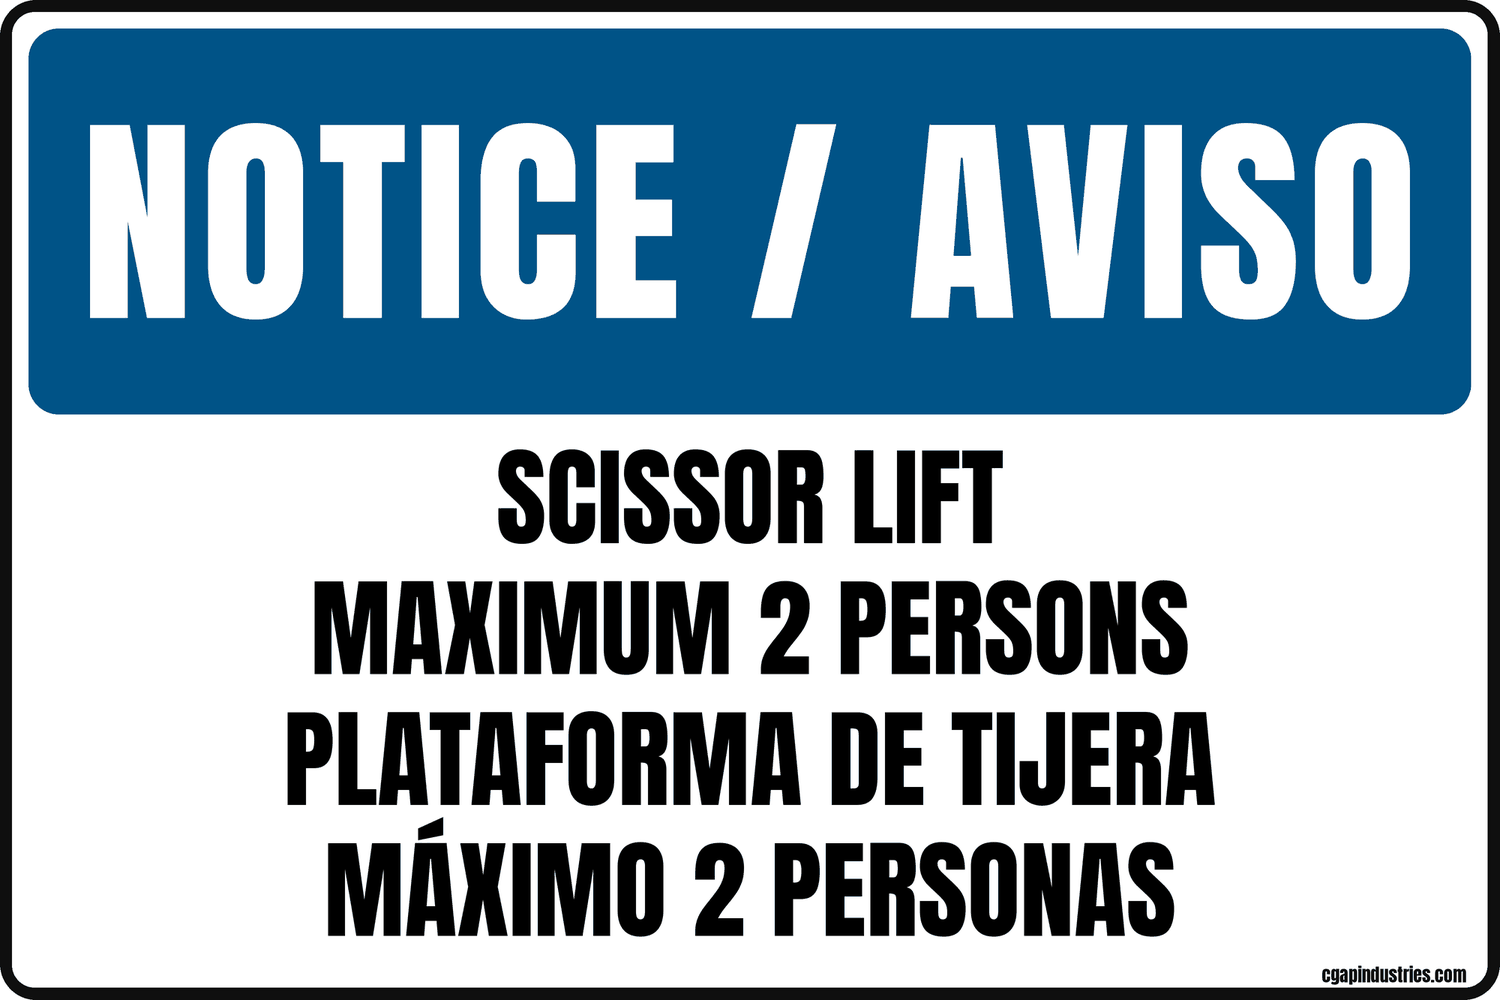 NOTICE / AVISO
SCISSOR LIFT
MAXIMUM 2 PERSONS
PLATAFORMA DE TIJERA
MÁXIMO 2 PERSONAS
cgapindustries.com